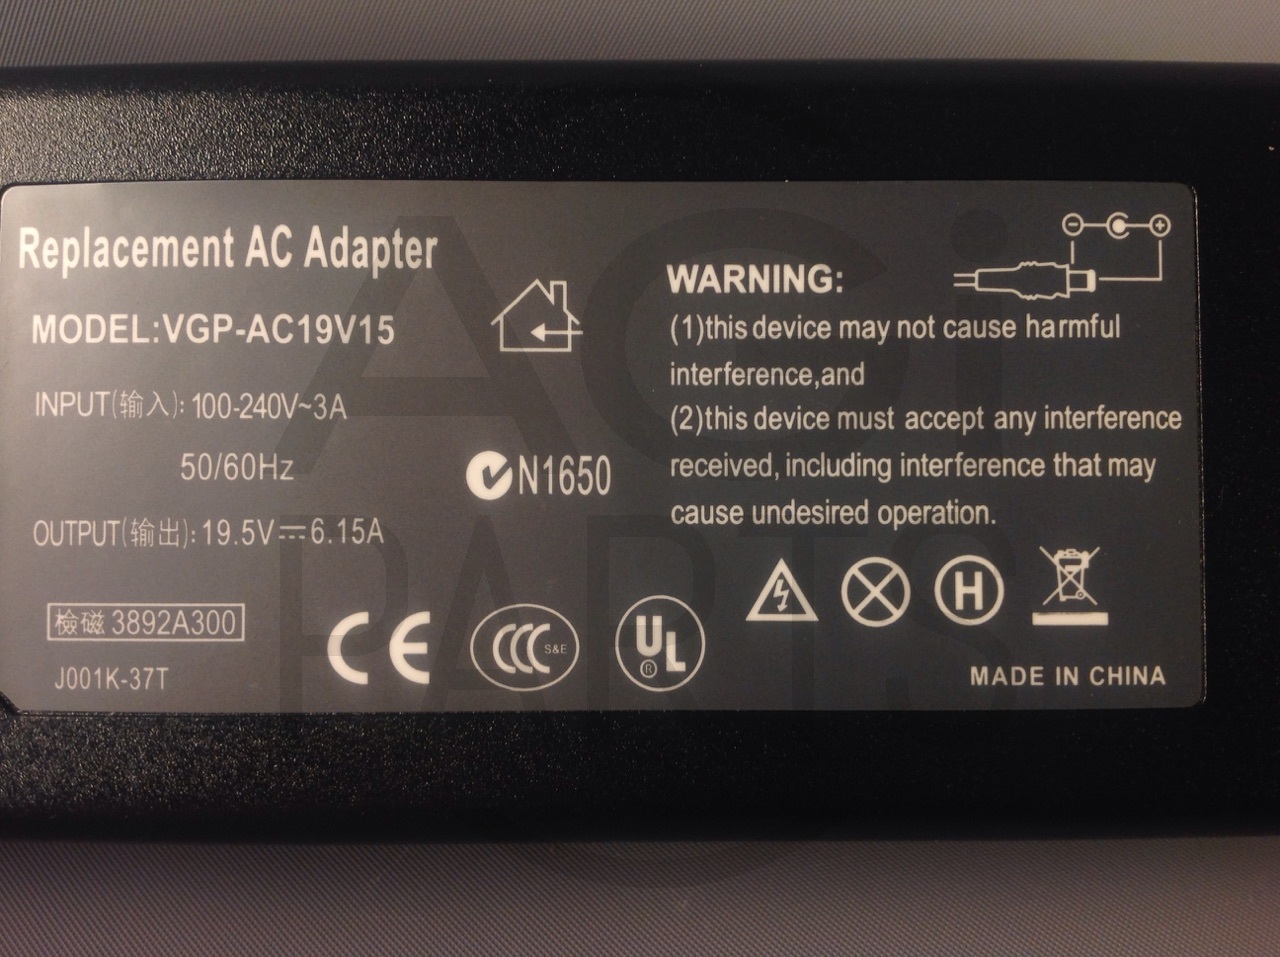 Replacement AC Adapter
MODEL:VGP-AC19V15
INPUT(输入): 100-240V~3A
50/60Hz
OUTPUT(输出): 19.5V⎓6.15A
檢磁 3892A300
J001K-37T
N1650
CE
CCC S&E
UL ®
WARNING:
(1)this device may not cause harmful
interference,and
(2)this device must accept any interference
received, including interference that may
cause undesired operation.
H
MADE IN CHINA
AGi
PARTS